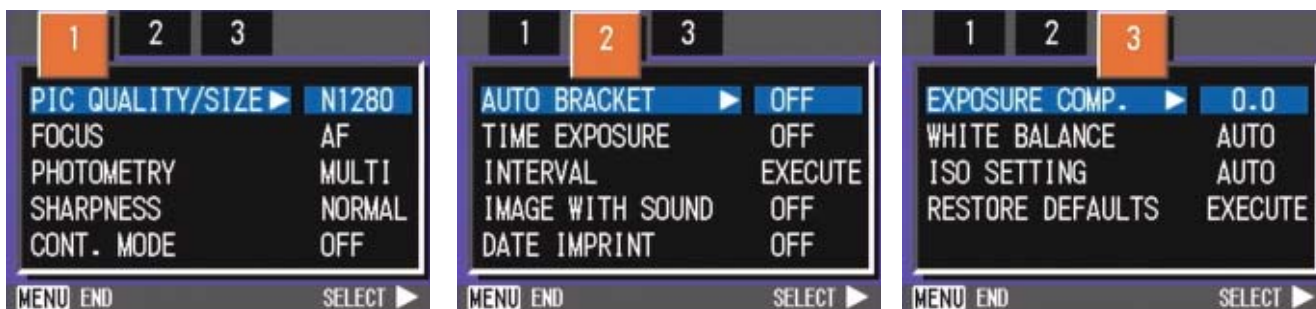 1 2 3
PIC QUALITY/SIZE▶ N1280
FOCUS AF
PHOTOMETRY MULTI
SHARPNESS NORMAL
CONT. MODE OFF
MENU END SELECT ▶
1 2 3
AUTO BRACKET ▶ OFF
TIME EXPOSURE OFF
INTERVAL EXECUTE
IMAGE WITH SOUND OFF
DATE IMPRINT OFF
MENU END SELECT ▶
1 2 3
EXPOSURE COMP. ▶ 0.0
WHITE BALANCE AUTO
ISO SETTING AUTO
RESTORE DEFAULTS EXECUTE
MENU END SELECT ▶